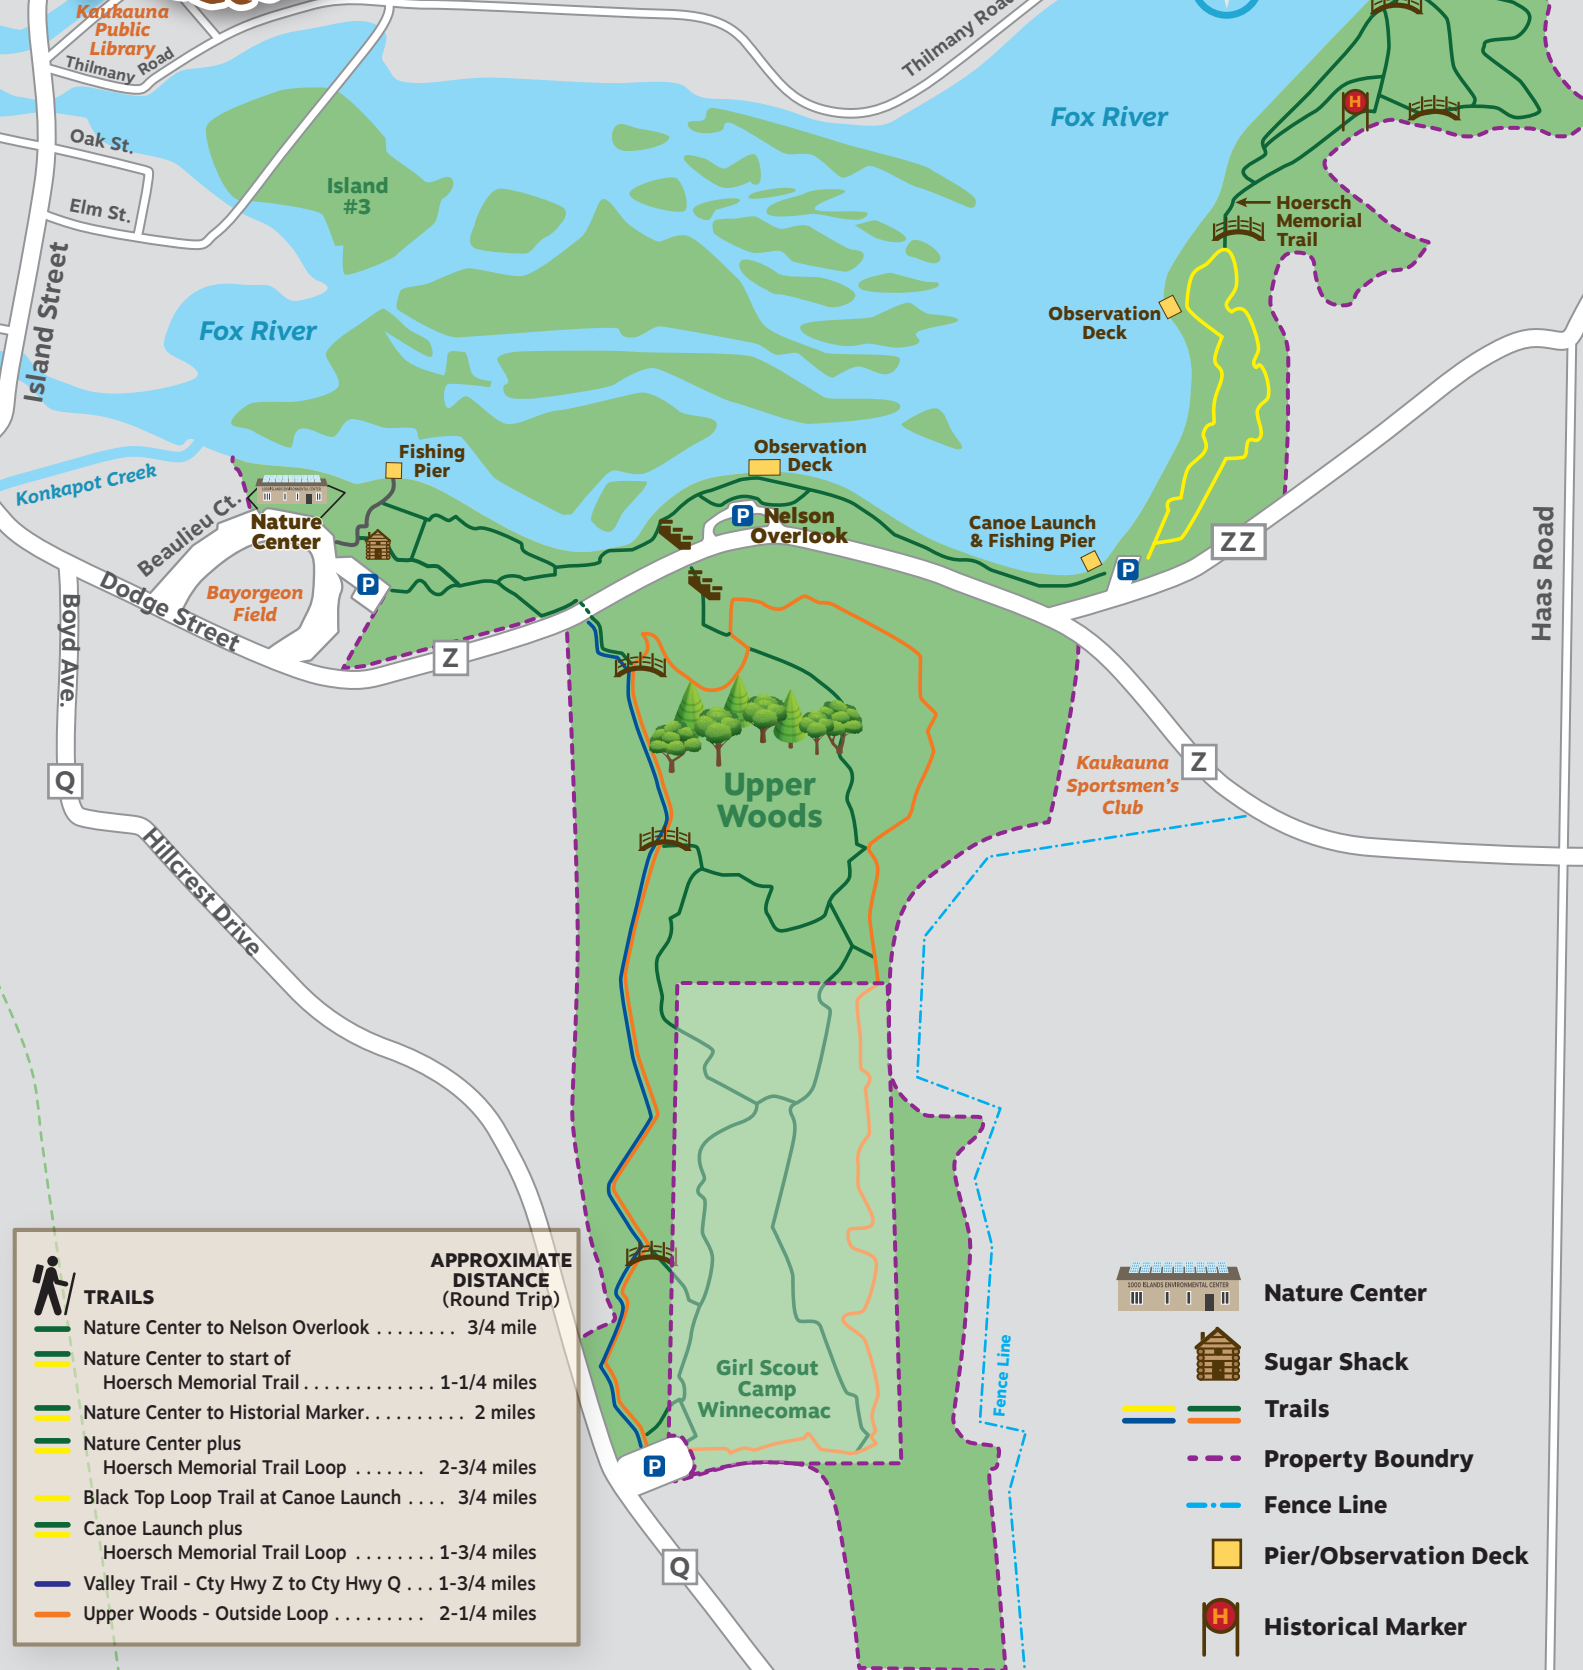 Kaukauna
Public
Library
Thilmany Road
Thilmany Road
Oak St.
Elm St.
Island Street
Island
#3
Fox River
Fox River
H
Hoersch
Memorial
Trail
Observation
Deck
Konkapot Creek
Fishing
Pier
Observation
Deck
Beaulieu Ct.
Nature
Center
P
Nelson
Overlook
Canoe Launch
& Fishing Pier
P
ZZ
Haas Road
P
Bayorgeon
Field
Dodge Street
Boyd Ave.
Z
Q
Hillcrest Drive
Upper
Woods
Kaukauna
Sportsmen's
Club
Z
Girl Scout
Camp
Winnecomac
Fence Line
P
Q
APPROXIMATE
DISTANCE
(Round Trip)
TRAILS
Nature Center to Nelson Overlook . . . . . . . . 3/4 mile
Nature Center to start of
Hoersch Memorial Trail . . . . . . . . . . . . . 1-1/4 miles
Nature Center to Historial Marker. . . . . . . . . . 2 miles
Nature Center plus
Hoersch Memorial Trail Loop . . . . . . . 2-3/4 miles
Black Top Loop Trail at Canoe Launch . . . . 3/4 miles
Canoe Launch plus
Hoersch Memorial Trail Loop . . . . . . . . 1-3/4 miles
Valley Trail - Cty Hwy Z to Cty Hwy Q . . . 1-3/4 miles
Upper Woods - Outside Loop . . . . . . . . . 2-1/4 miles
1000 ISLANDS ENVIRONMENTAL CENTER
Nature Center
Sugar Shack
Trails
Property Boundry
Fence Line
Pier/Observation Deck
H
Historical Marker